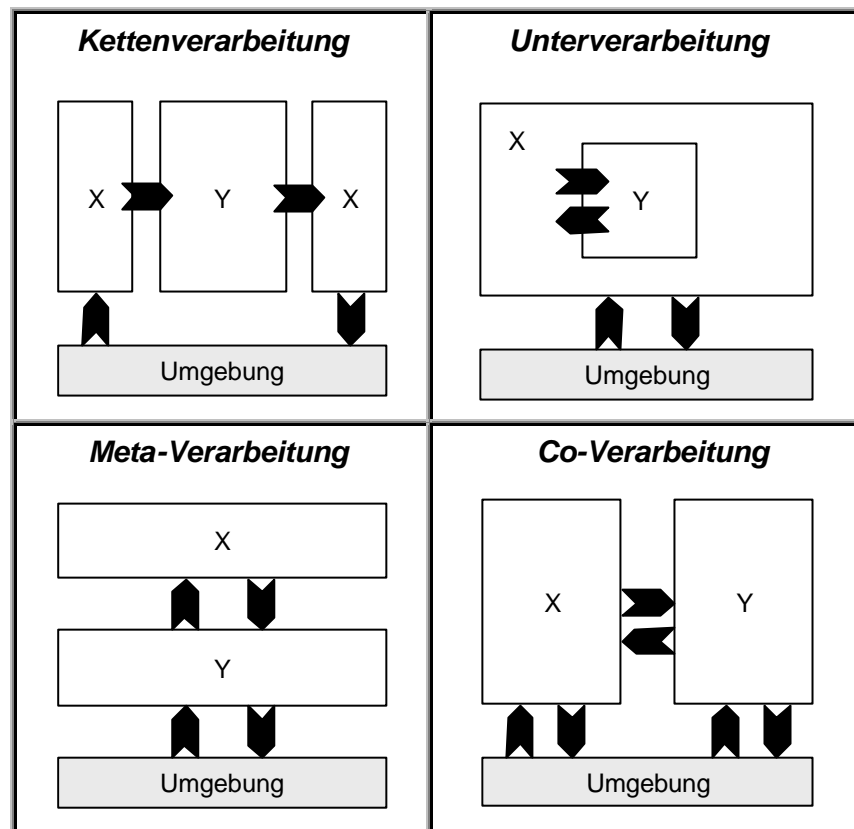 Kettenverarbeitung
X
Y
X
Umgebung
Unterverarbeitung
X
Y
Umgebung
Meta-Verarbeitung
X
Y
Umgebung
Co-Verarbeitung
X
Y
Umgebung